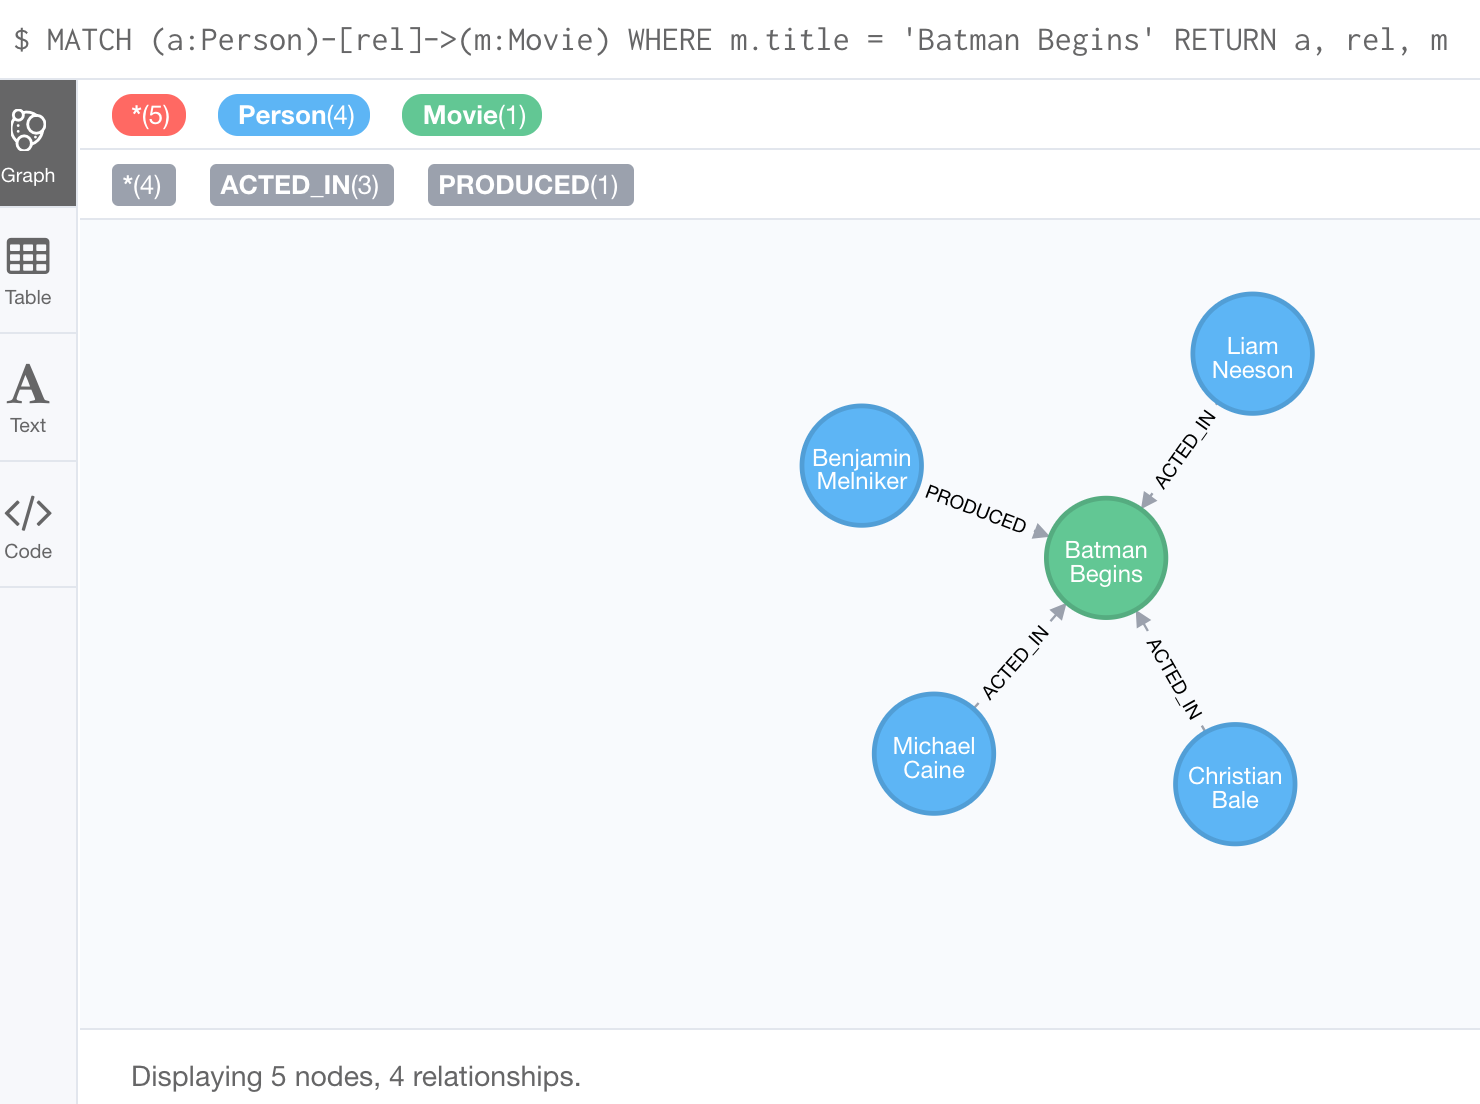 $ MATCH (a:Person)-[rel]->(m:Movie) WHERE m.title = 'Batman Begins' RETURN a, rel, m
*(5) Person(4) Movie(1)
*(4) ACTED_IN(3) PRODUCED(1)
Graph
Table
Text
Code
Liam
Neeson
ACTED_IN
Benjamin
Melniker
PRODUCED
Batman
Begins
ACTED_IN
ACTED_IN
Michael
Caine
Christian
Bale
Displaying 5 nodes, 4 relationships.